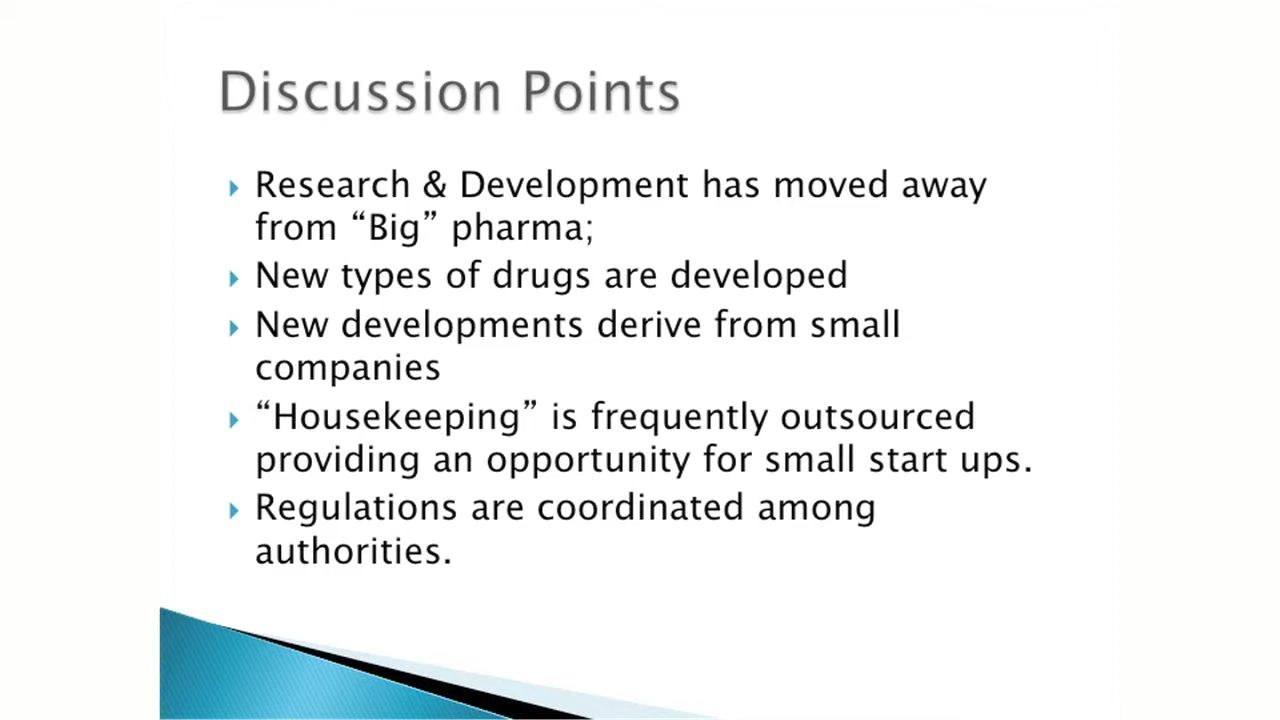 Discussion Points
Research & Development has moved away
from “Big” pharma;
New types of drugs are developed
New developments derive from small
companies
“Housekeeping” is frequently outsourced
providing an opportunity for small start ups.
Regulations are coordinated among
authorities.